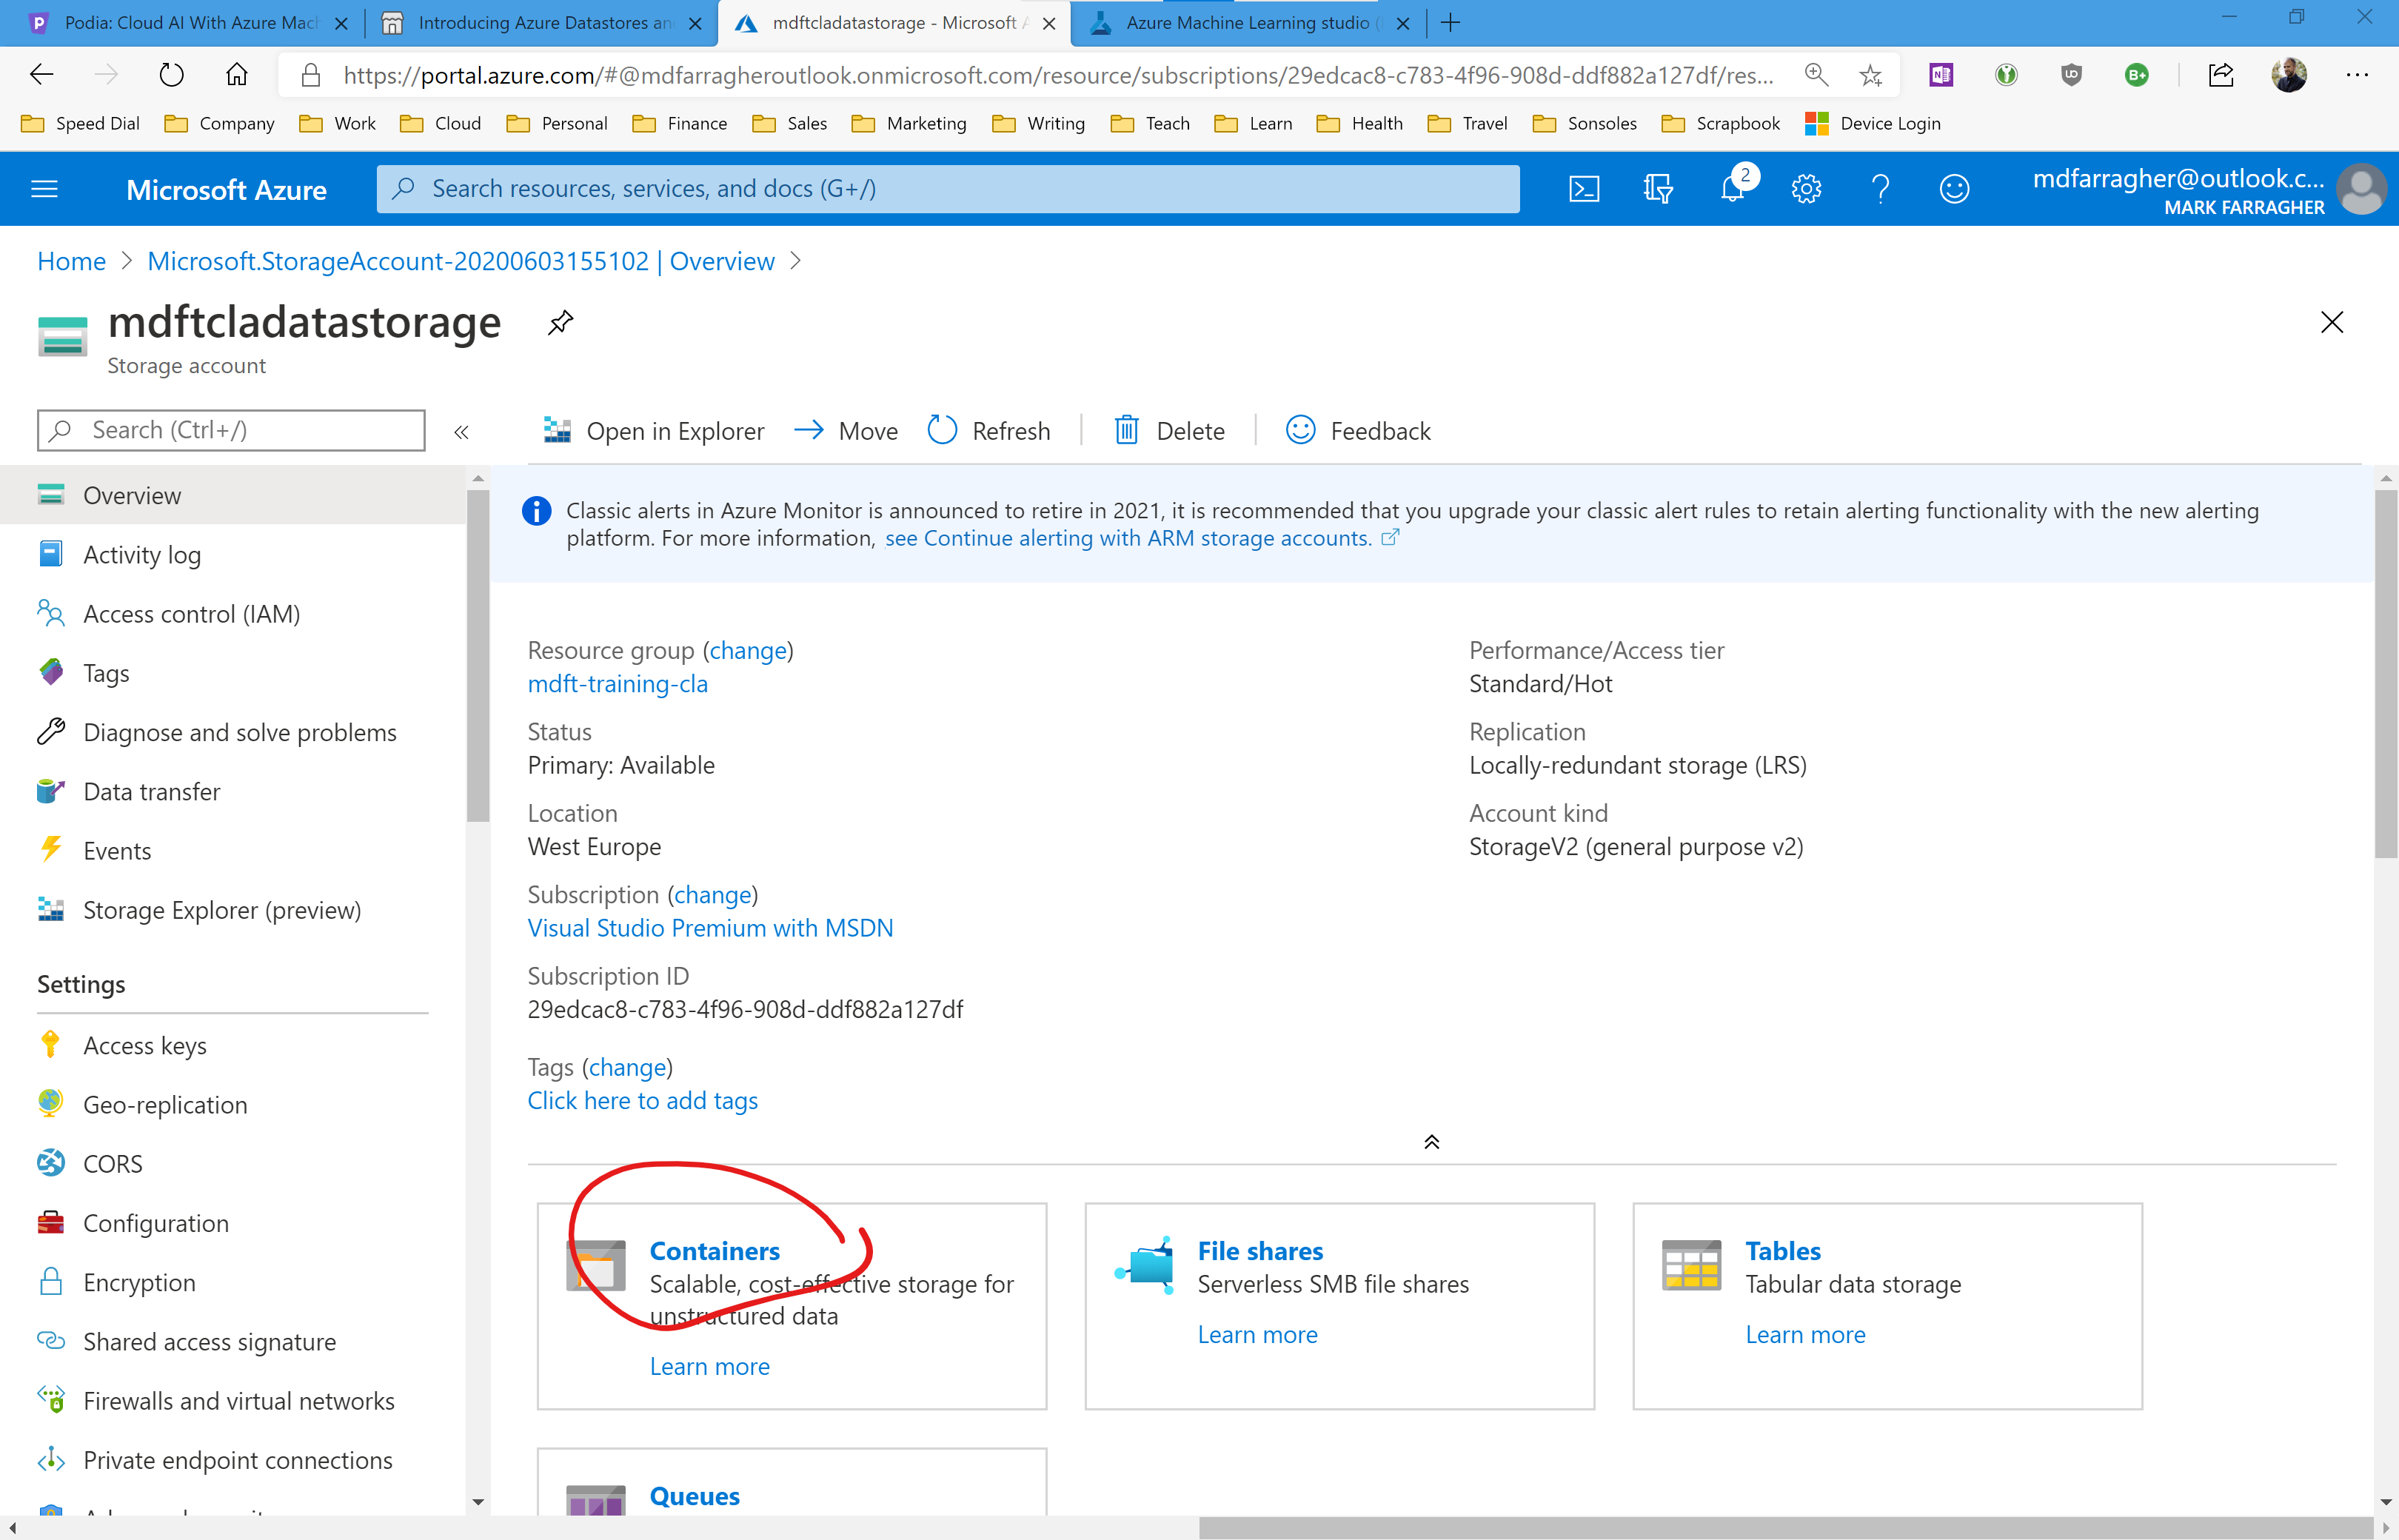 Podia: Cloud AI With Azure Mach
Introducing Azure Datastores an
mdftcladatastorage - Microsoft A
Azure Machine Learning studio (
https://portal.azure.com/#@mdfarragheroutlook.onmicrosoft.com/resource/subscriptions/29edcac8-c783-4f96-908d-ddf882a127df/res...
Speed Dial Company Work Cloud Personal Finance Sales Marketing Writing Teach Learn Health Travel Sonsoles Scrapbook Device Login
Microsoft Azure
Search resources, services, and docs (G+/)
2
mdfarragher@outlook.c...
MARK FARRAGHER
Home > Microsoft.StorageAccount-20200603155102 | Overview >
mdftcladatastorage
Storage account
Search (Ctrl+/)
«
Open in Explorer Move Refresh Delete Feedback
Overview
Activity log
Access control (IAM)
Tags
Diagnose and solve problems
Data transfer
Events
Storage Explorer (preview)
Settings
Access keys
Geo-replication
CORS
Configuration
Encryption
Shared access signature
Firewalls and virtual networks
Private endpoint connections
Classic alerts in Azure Monitor is announced to retire in 2021, it is recommended that you upgrade your classic alert rules to retain alerting functionality with the new alerting
platform. For more information, see Continue alerting with ARM storage accounts.
Resource group (change)
mdft-training-cla
Status
Primary: Available
Location
West Europe
Subscription (change)
Visual Studio Premium with MSDN
Subscription ID
29edcac8-c783-4f96-908d-ddf882a127df
Tags (change)
Click here to add tags
Performance/Access tier
Standard/Hot
Replication
Locally-redundant storage (LRS)
Account kind
StorageV2 (general purpose v2)
Containers
Scalable, cost-effective storage for
unstructured data
Learn more
File shares
Serverless SMB file shares
Learn more
Tables
Tabular data storage
Learn more
Queues